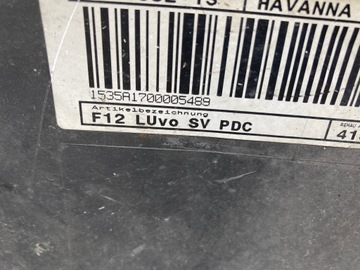 HAVANNA
1535A1700005489
Artikelbezeichnung
F12 LUvo SV PDC